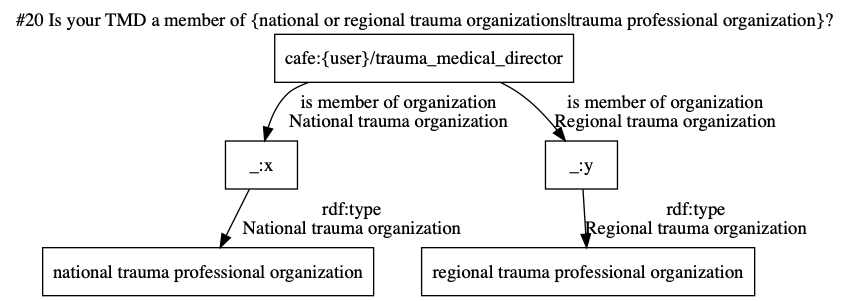 #20 Is your TMD a member of {national or regional trauma organizations|trauma professional organization}?
cafe:{user}/trauma_medical_director
is member of organization
National trauma organization
is member of organization
Regional trauma organization
_:x
_:y
rdf:type
National trauma organization
rdf:type
Regional trauma organization
national trauma professional organization
regional trauma professional organization